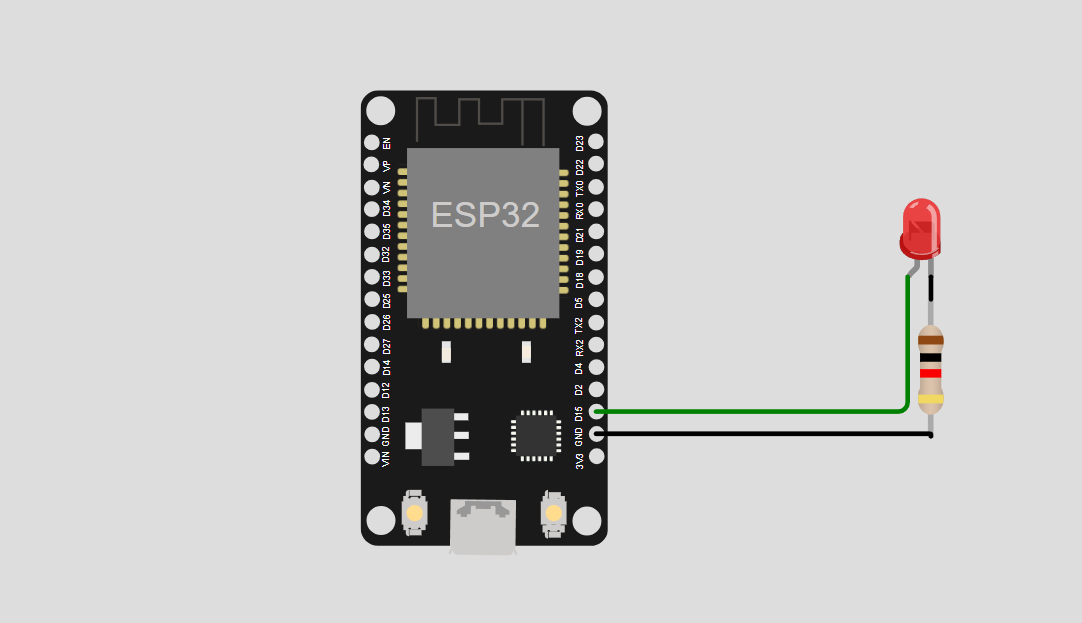 ESP32
EN
VP
VN
D34
D35
D32
D33
D25
D26
D27
D14
D12
D13
GND
VIN
D23
D22
TX0
RX0
D21
D19
D18
D5
TX2
RX2
D4
D2
D15
GND
3V3